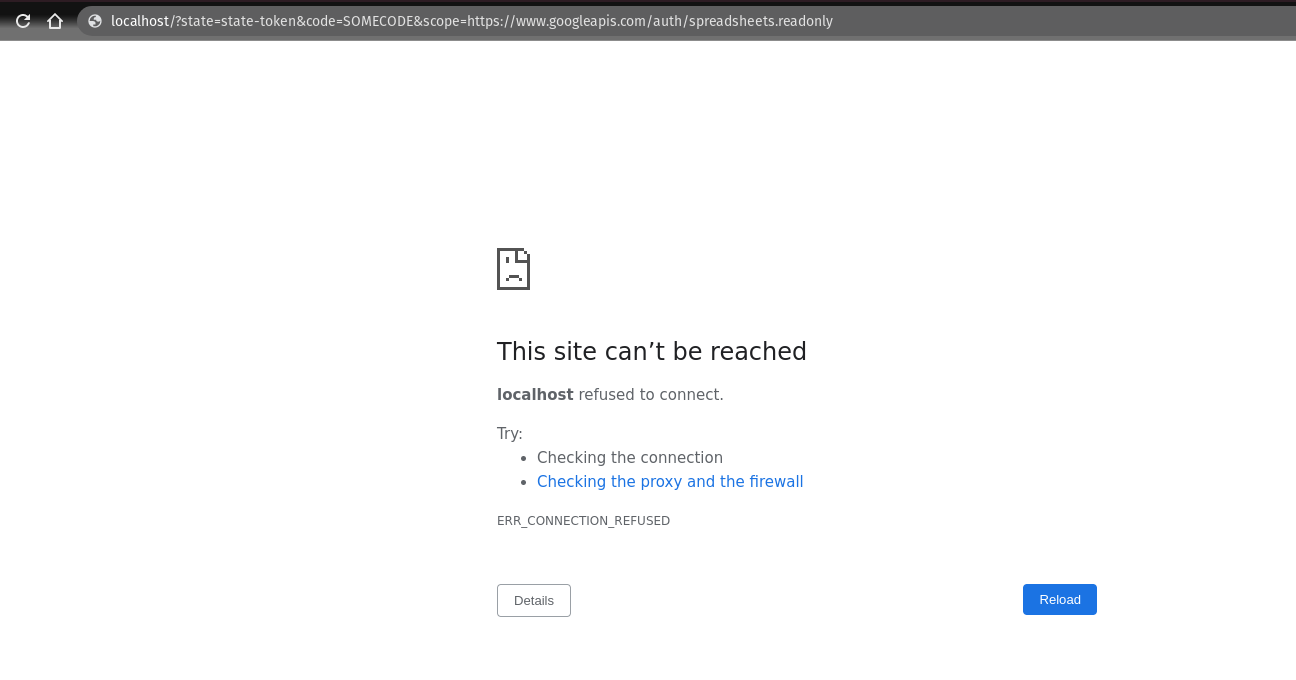 localhost/?state=state-token&code=SOMECODE&scope=https://www.googleapis.com/auth/spreadsheets.readonly
This site can’t be reached
localhost refused to connect.
Try:
• Checking the connection
• Checking the proxy and the firewall
ERR_CONNECTION_REFUSED
Details
Reload